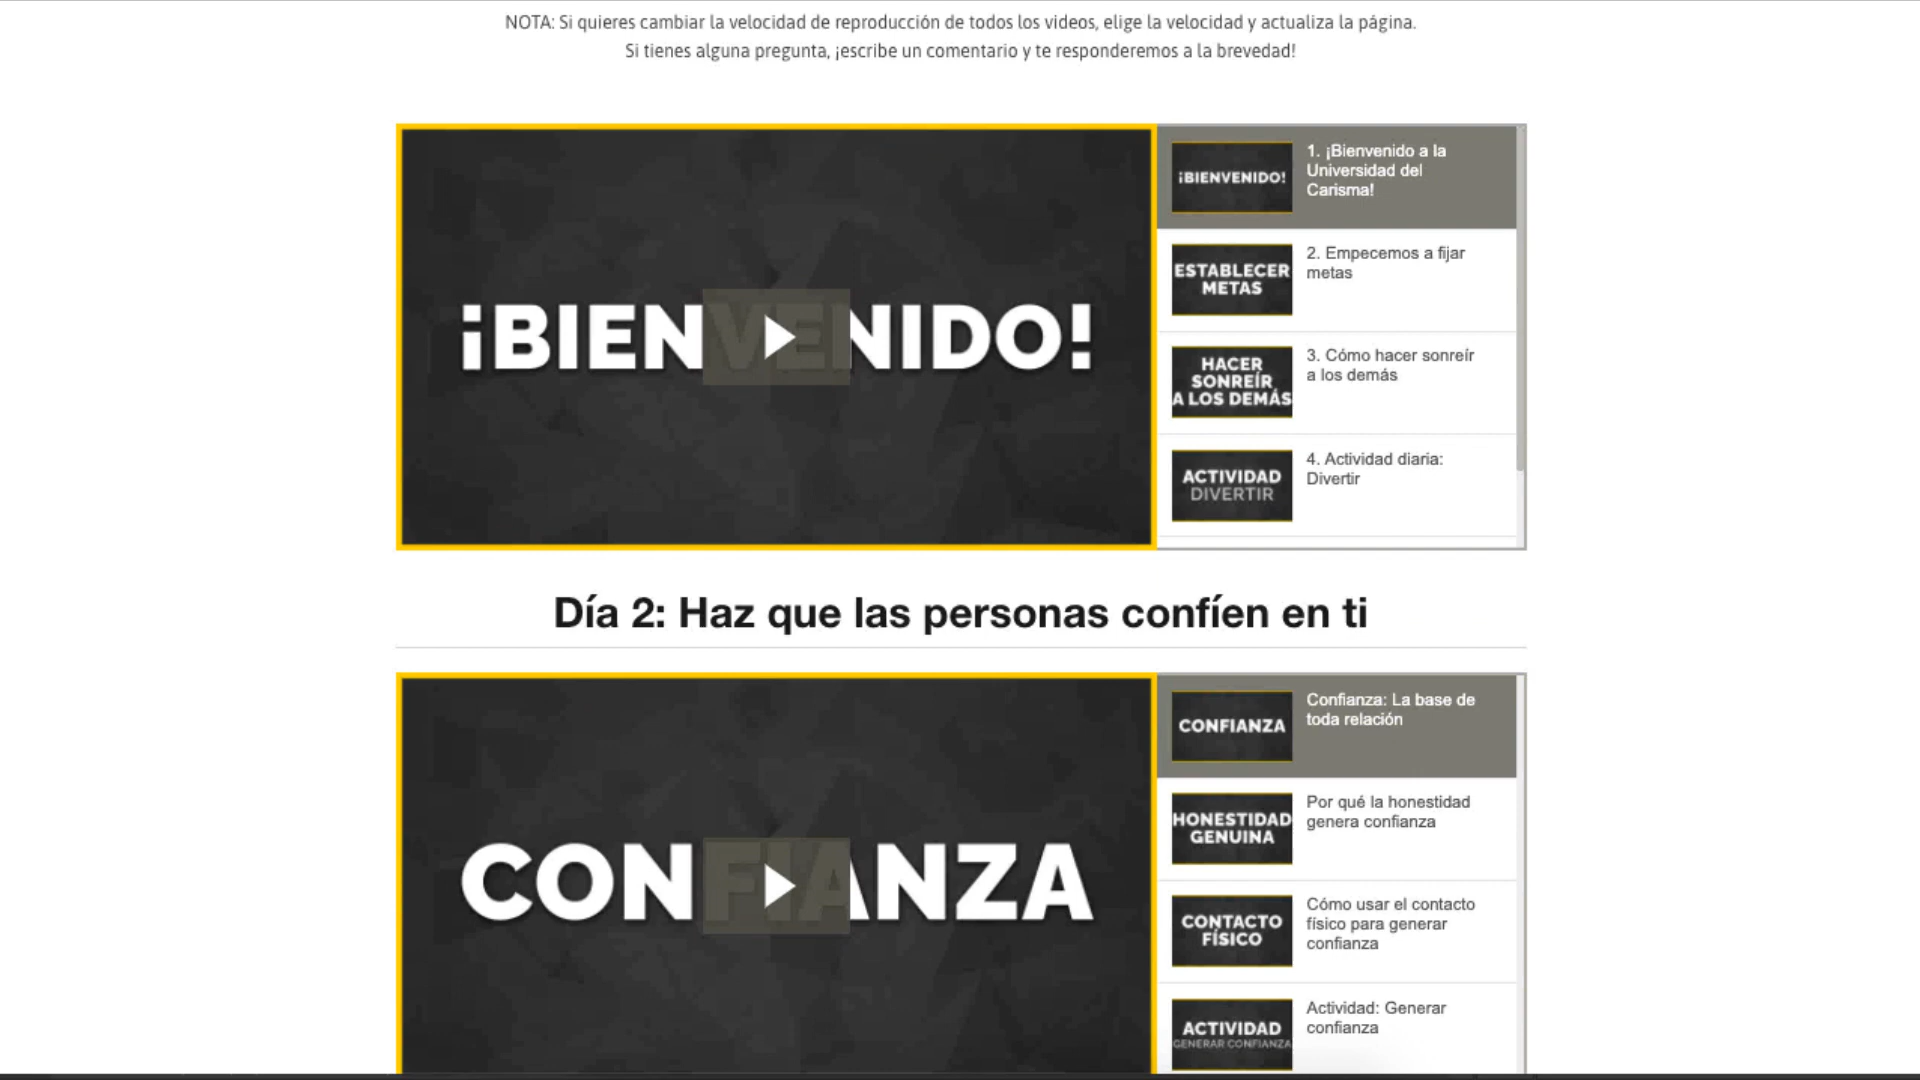 NOTA: Si quieres cambiar la velocidad de reproducción de todos los videos, elige la velocidad y actualiza la página.
Si tienes alguna pregunta, ¡escribe un comentario y te responderemos a la brevedad!
¡BIENVENIDO!
¡BIENVENIDO!
1. ¡Bienvenido a la
Universidad del
Carisma!
ESTABLECER
METAS
2. Empecemos a fijar
metas
HACER
SONREÍR
A LOS DEMÁS
3. Cómo hacer sonreír
a los demás
ACTIVIDAD
DIVERTIR
4. Actividad diaria:
Divertir
Día 2: Haz que las personas confíen en ti
CONFIANZA
CONFIANZA
Confianza: La base de
toda relación
HONESTIDAD
GENUINA
Por qué la honestidad
genera confianza
CONTACTO
FÍSICO
Cómo usar el contacto
físico para generar
confianza
ACTIVIDAD
GENERAR CONFIANZA
Actividad: Generar
confianza